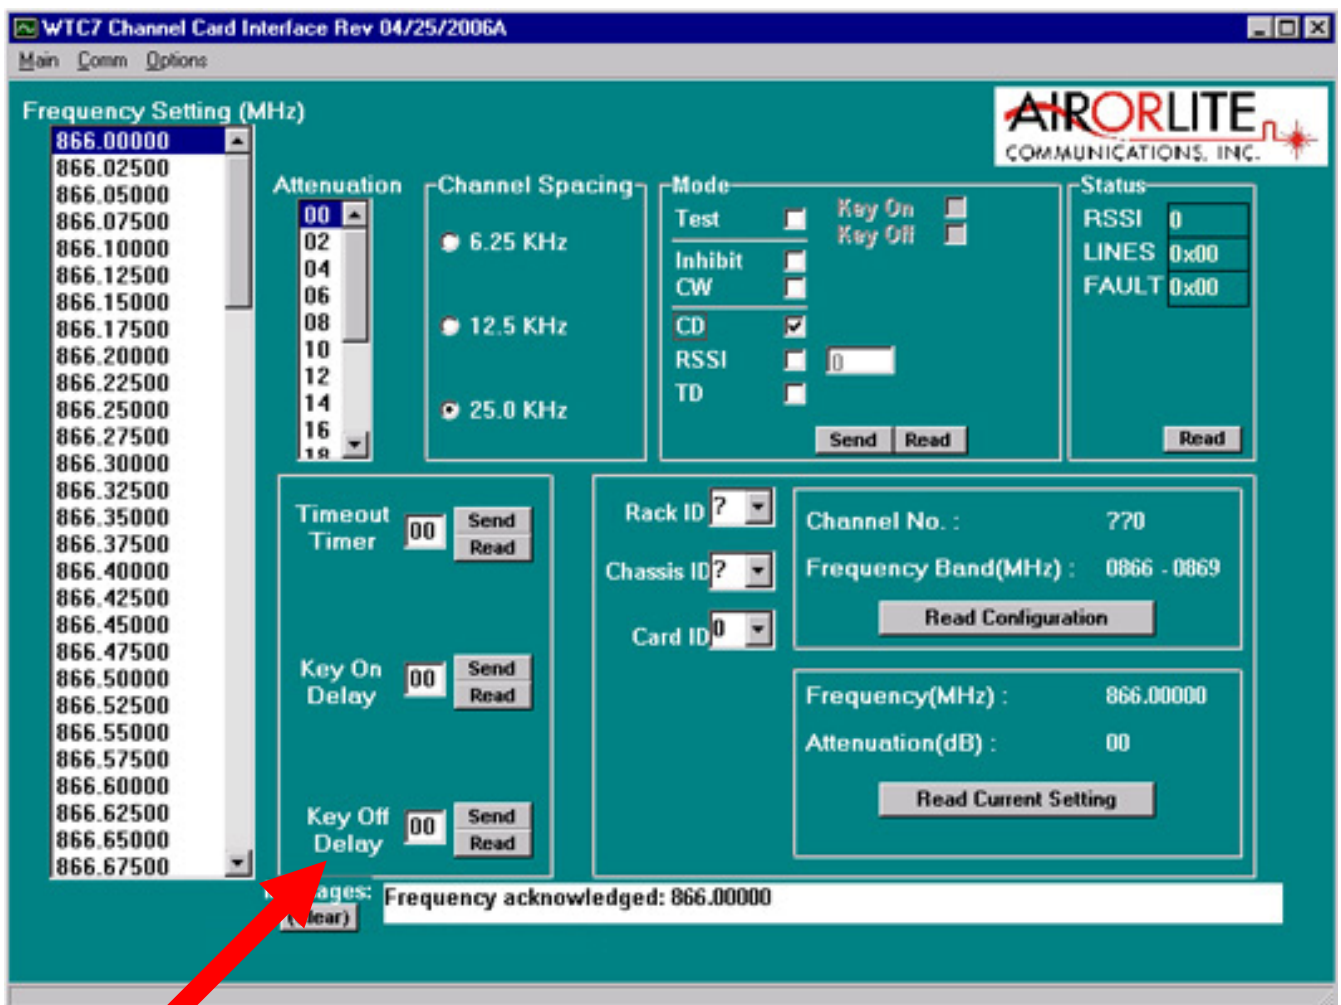 WTC7 Channel Card Interface Rev 04/25/2006A
Main Comm Options
Frequency Setting (MHz)
866.00000
866.02500
866.05000
866.07500
866.10000
866.12500
866.15000
866.17500
866.20000
866.22500
866.25000
866.27500
866.30000
866.32500
866.35000
866.37500
866.40000
866.42500
866.45000
866.47500
866.50000
866.52500
866.55000
866.57500
866.60000
866.62500
866.65000
866.67500
AIRORLITE
COMMUNICATIONS, INC.
Attenuation
00
02
04
06
08
10
12
14
16
18
Channel Spacing
6.25 KHz
12.5 KHz
25.0 KHz
Mode
Test
Key On
Key Off
Inhibit
CW
CD
RSSI 0
TD
Send Read
Status
RSSI 0
LINES 0x00
FAULT 0x00
Read
Timeout
Timer
00
Send
Read
Key On
Delay
00
Send
Read
Key Off
Delay
00
Send
Read
Rack ID ?
Chassis ID ?
Card ID 0
Channel No. : ??0
Frequency Band(MHz) : 0866 - 0869
Read Configuration
Frequency(MHz) : 866.00000
Attenuation(dB) : 00
Read Current Setting
Frequency acknowledged: 866.00000